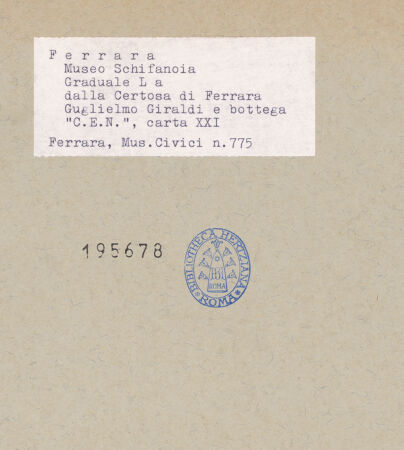 Ferrara
Museo Schifanoia
Graduale L a
dalla Certosa di Ferrara
Guglielmo Giraldi e bottega
"C.E.N.", carta XXI
Ferrara, Mus.Civici n.775
195678
BIBLIOTHECA HERTZIANA
ROMA
ROMA